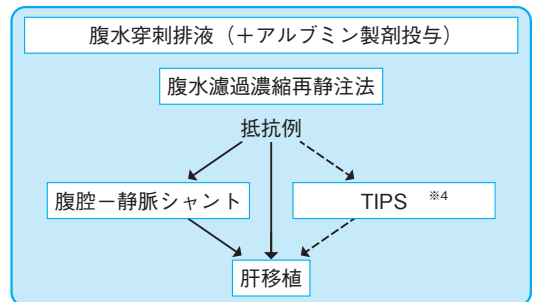 腹水穿刺排液（＋アルブミン製剤投与）
腹水濾過濃縮再静注法
抵抗例
腹腔－静脈シャント
TIPS ※4
肝移植